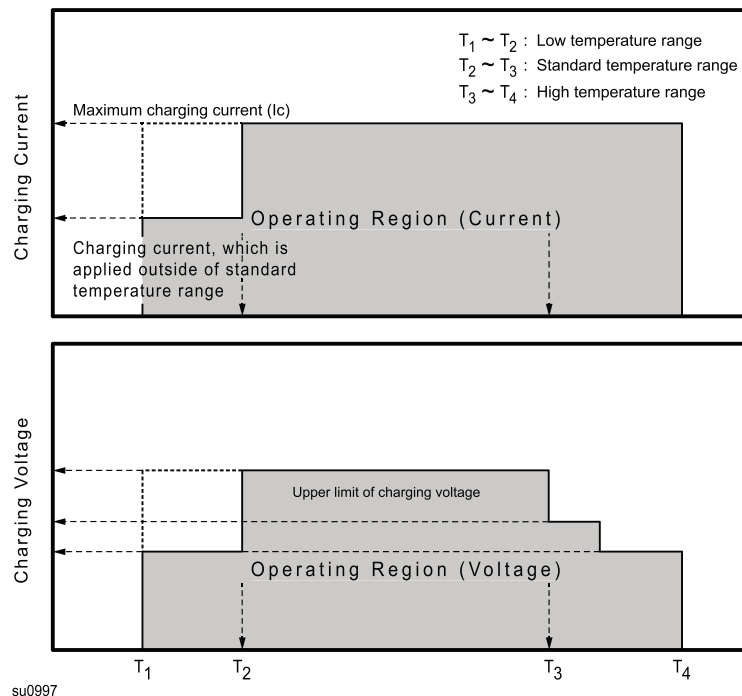 T1 ~ T2 : Low temperature range
T2 ~ T3 : Standard temperature range
T3 ~ T4 : High temperature range
Maximum charging current (Ic)
Charging Current
Operating Region (Current)
Charging current, which is
applied outside of standard
temperature range
Charging Voltage
Upper limit of charging voltage
Operating Region (Voltage)
T1 T2 T3 T4
su0997